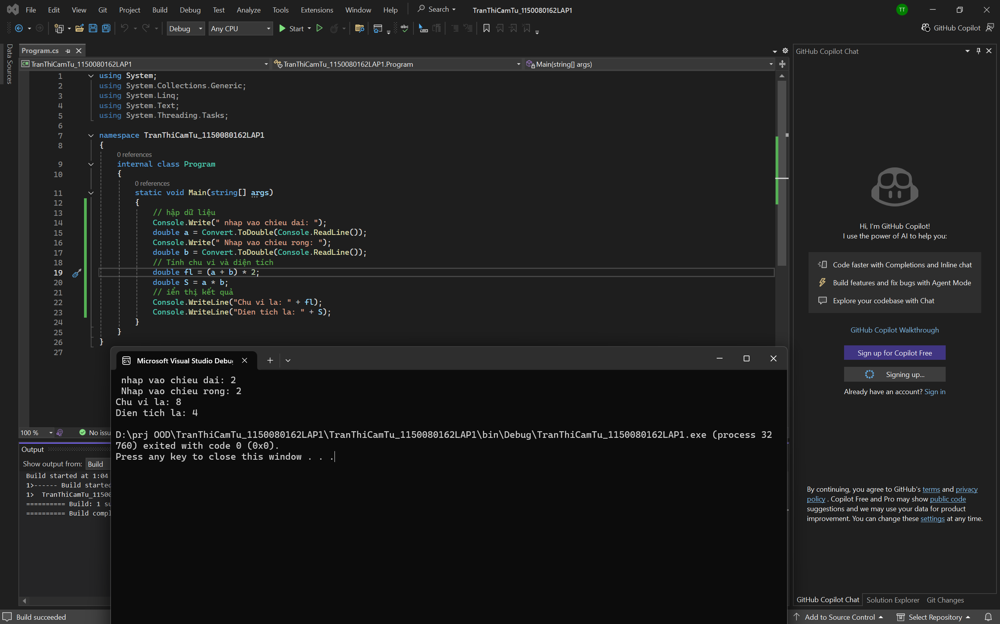 File Edit View Git Project Build Debug Test Analyze Tools Extensions Window Help Search TranThiCamTu_1150080162LAP1 TT
Debug Any CPU Start abc GitHub Copilot
Data Sources
Program.cs
C# TranThiCamTu_1150080162LAP1 TranThiCamTu_1150080162LAP1.Program Main(string[] args)
1 using System;
2 using System.Collections.Generic;
3 using System.Linq;
4 using System.Text;
5 using System.Threading.Tasks;
6
7 namespace TranThiCamTu_1150080162LAP1
8 {
0 references
9 internal class Program
10 {
0 references
11 static void Main(string[] args)
12 {
13 // hập dữ liệu
14 Console.Write(" nhap vao chieu dai: ");
15 double a = Convert.ToDouble(Console.ReadLine());
16 Console.Write(" Nhap vao chieu rong: ");
17 double b = Convert.ToDouble(Console.ReadLine());
18 // Tính chu vi và diện tích
19 double fl = (a + b) * 2;
20 double S = a * b;
21 // iển thị kết quả
22 Console.WriteLine("Chu vi la: " + fl);
23 Console.WriteLine("Dien tich la: " + S);
24 }
25 }
26 }
27
100 % No issu
Output
Show output from: Build
Build started at 1:04
1>------ Build started
1> TranThiCamTu_11500
========== Build: 1 su
========== Build compl
Microsoft Visual Studio Debu
nhap vao chieu dai: 2
Nhap vao chieu rong: 2
Chu vi la: 8
Dien tich la: 4
D:\prj OOD\TranThiCamTu_1150080162LAP1\TranThiCamTu_1150080162LAP1\bin\Debug\TranThiCamTu_1150080162LAP1.exe (process 32
760) exited with code 0 (0x0).
Press any key to close this window . . .
GitHub Copilot Chat
Hi, I'm GitHub Copilot!
I use the power of AI to help you:
Code faster with Completions and Inline chat
Build features and fix bugs with Agent Mode
Explore your codebase with Chat
GitHub Copilot Walkthrough
Sign up for Copilot Free
Signing up...
Already have an account? Sign in
By continuing, you agree to GitHub's terms and privacy
policy . Copilot Free and Pro may show public code
suggestions and we may use your data for product
improvement. You can change these settings at any time.
GitHub Copilot Chat Solution Explorer Git Changes
Build succeeded Add to Source Control Select Repository